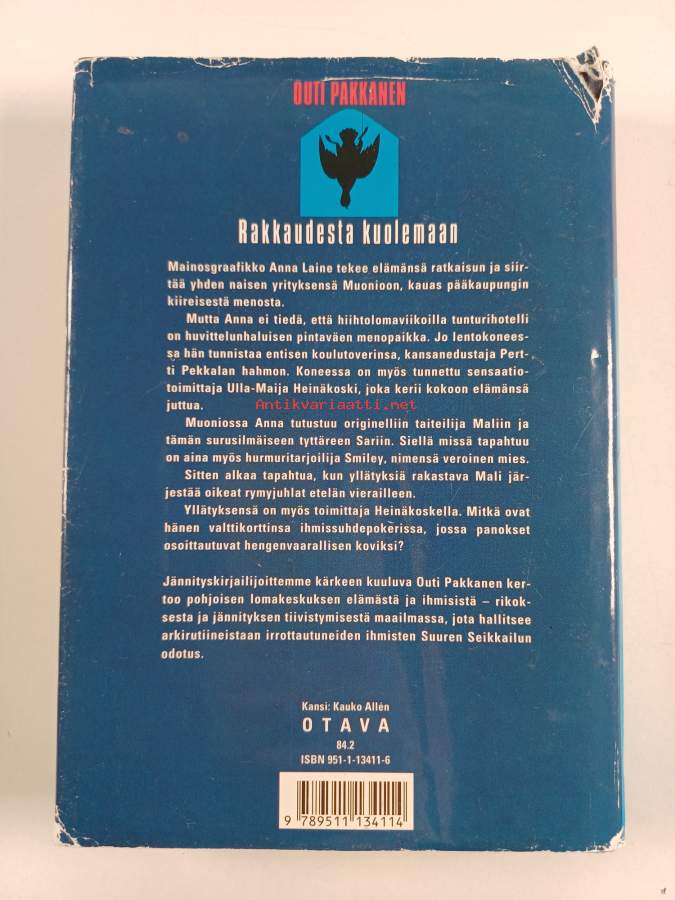 OUTI PAKKANEN
Rakkaudesta kuolemaan
Mainosgraafikko Anna Laine tekee elämänsä ratkaisun ja siir-
tää yhden naisen yrityksensä Muonioon, kauas pääkaupungin
kiireisestä menosta.
Mutta Anna ei tiedä, että hiihtolomaviikoilla tunturihotelli
on huvittelunhaluisen pintaväen menopaikka. Jo lentokonees-
sa hän tunnistaa entisen koulutoverinsa, kansanedustaja Pert-
ti Pekkalan hahmon. Koneessa on myös tunnettu sensaatio-
toimittaja Ulla-Maija Heinäkoski, joka kerii kokoon elämänsä
juttua.
Antikvariaatti.net
Muoniossa Anna tutustuu originelliin taiteilija Maliin ja
tämän surusilmäiseen tyttäreen Sariin. Siellä missä tapahtuu
on aina myös hurmuritarjoilija Smiley, nimensä veroinen mies.
Sitten alkaa tapahtua, kun yllätyksiä rakastava Mali jär-
jestää oikeat rymyjuhlat etelän vierailleen.
Yllätyksensä on myös toimittaja Heinäkoskella. Mitkä ovat
hänen valttikorttinsa ihmissuhdepokerissa, jossa panokset
osoittautuvat hengenvaarallisen koviksi?
Jännityskirjailijoittemme kärkeen kuuluva Outi Pakkanen ker-
too pohjoisen lomakeskuksen elämästä ja ihmisistä – rikok-
sesta ja jännityksen tiivistymisestä maailmassa, jota hallitsee
arkirutiineistaan irrottautuneiden ihmisten Suuren Seikkailun
odotus.
Kansi: Kauko Allén
OTAVA
84.2
ISBN 951-1-13411-6
9 789511 134114